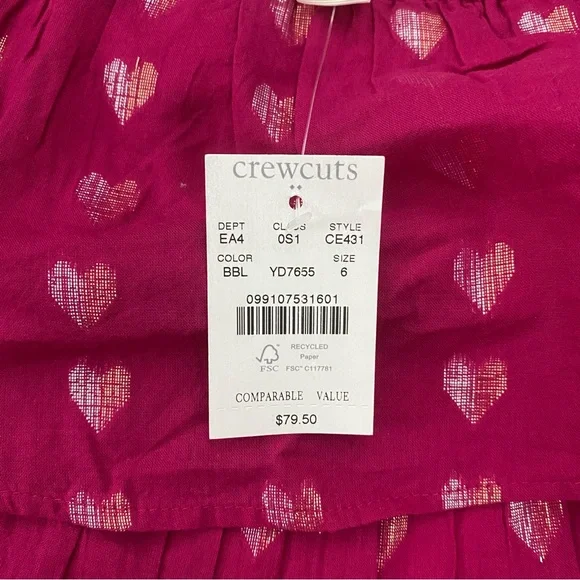 crewcuts
DEPT CLASS STYLE
EA4 0S1 CE431
COLOR SIZE
BBL YD7655 6
099107531601
RECYCLED
Paper
FSC FSC® C117781
COMPARABLE VALUE
$79.50